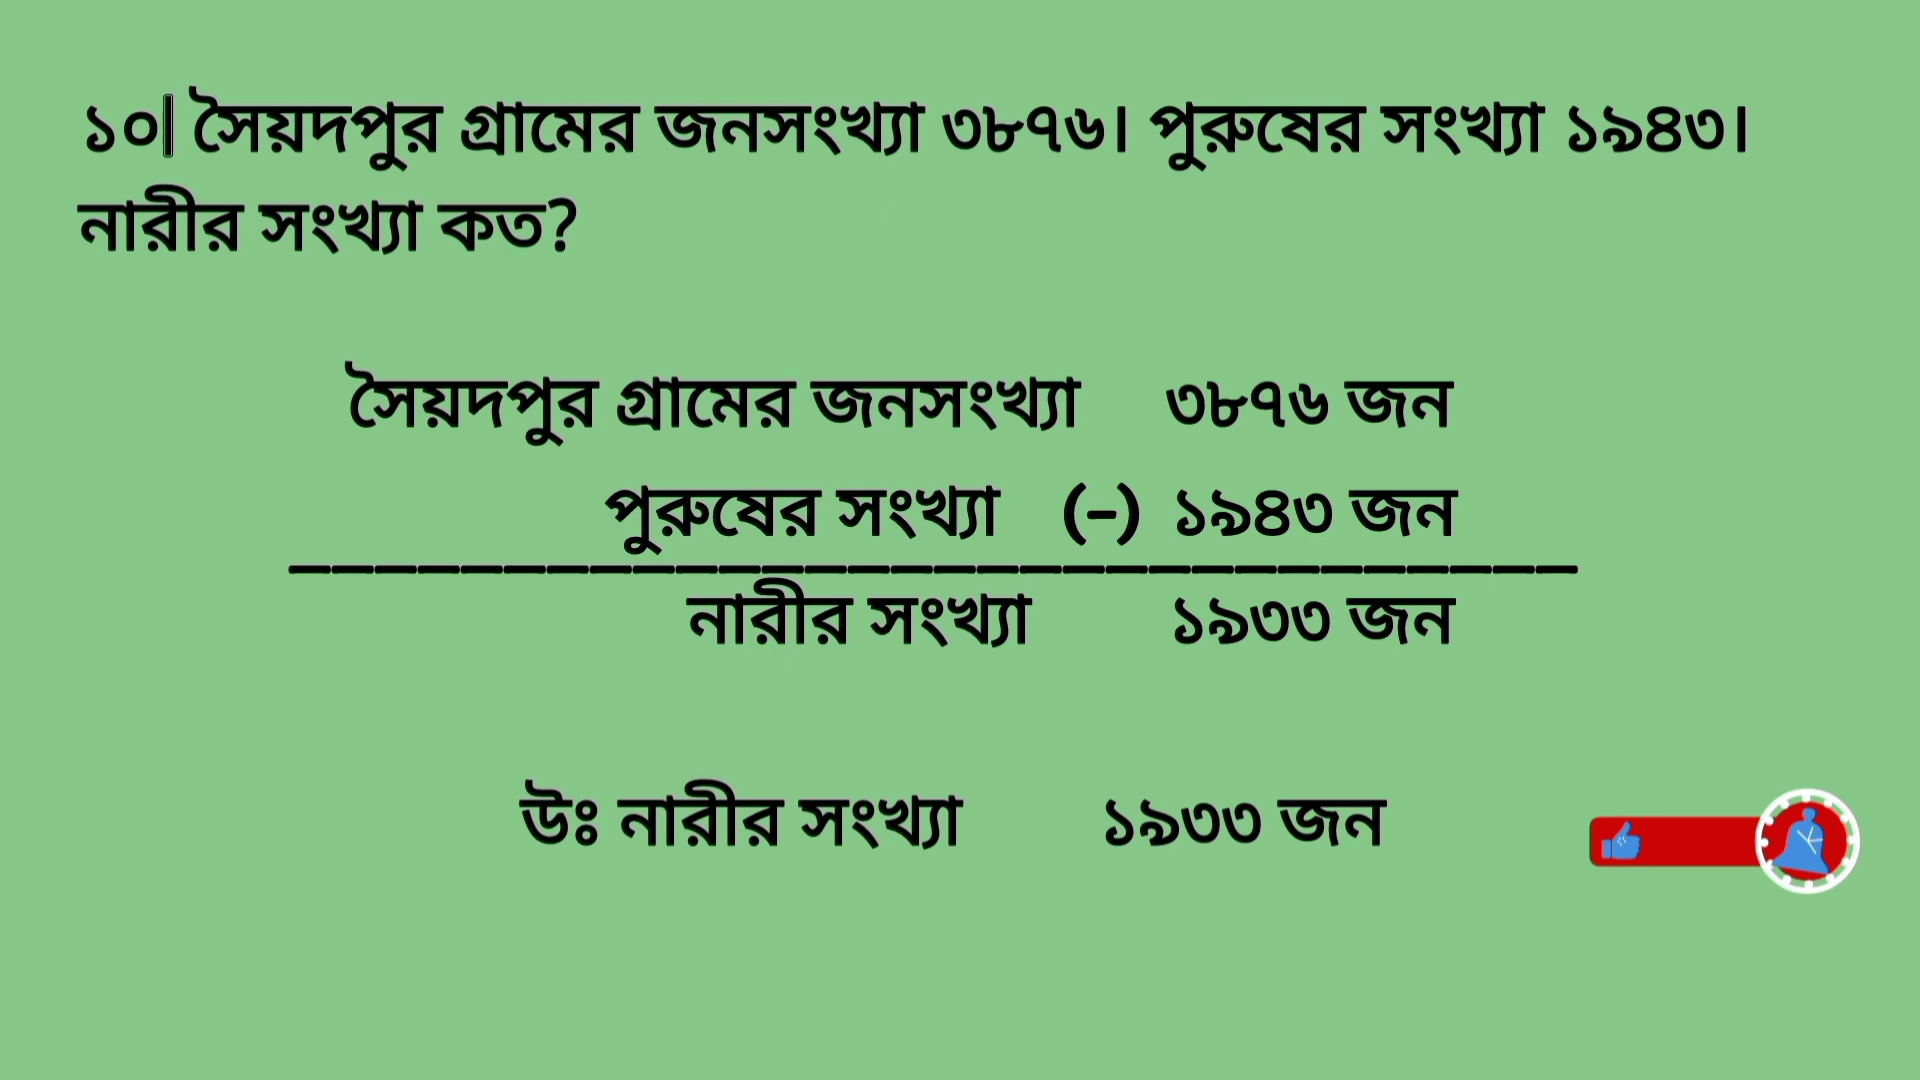 ১০| সৈয়দপুর গ্রামের জনসংখ্যা ৩৮৭৬। পুরুষের সংখ্যা ১৯৪৩।
নারীর সংখ্যা কত?
সৈয়দপুর গ্রামের জনসংখ্যা ৩৮৭৬ জন
পুরুষের সংখ্যা (-) ১৯৪৩ জন
নারীর সংখ্যা ১৯৩৩ জন
উঃ নারীর সংখ্যা ১৯৩৩ জন